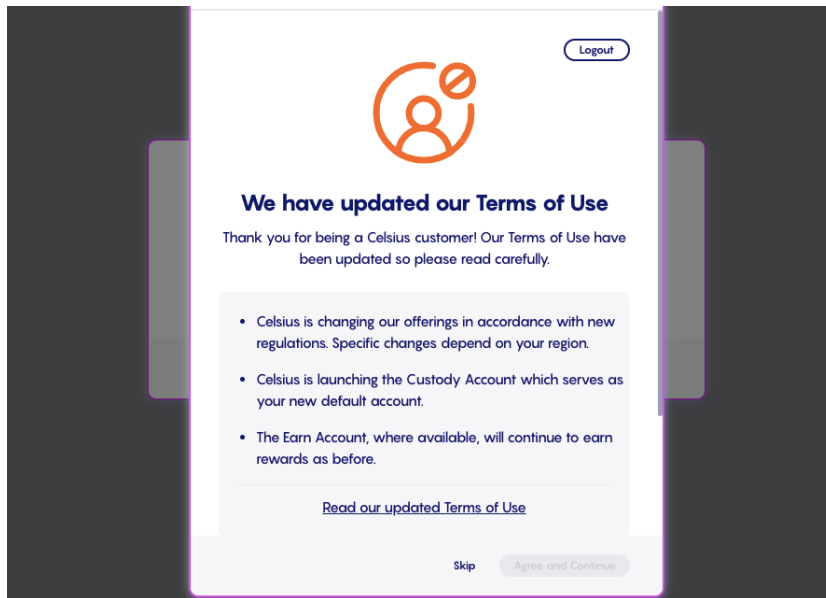 Logout
We have updated our Terms of Use
Thank you for being a Celsius customer! Our Terms of Use have
been updated so please read carefully.
• Celsius is changing our offerings in accordance with new
regulations. Specific changes depend on your region.
• Celsius is launching the Custody Account which serves as
your new default account.
• The Earn Account, where available, will continue to earn
rewards as before.
Read our updated Terms of Use
Skip
Agree and Continue